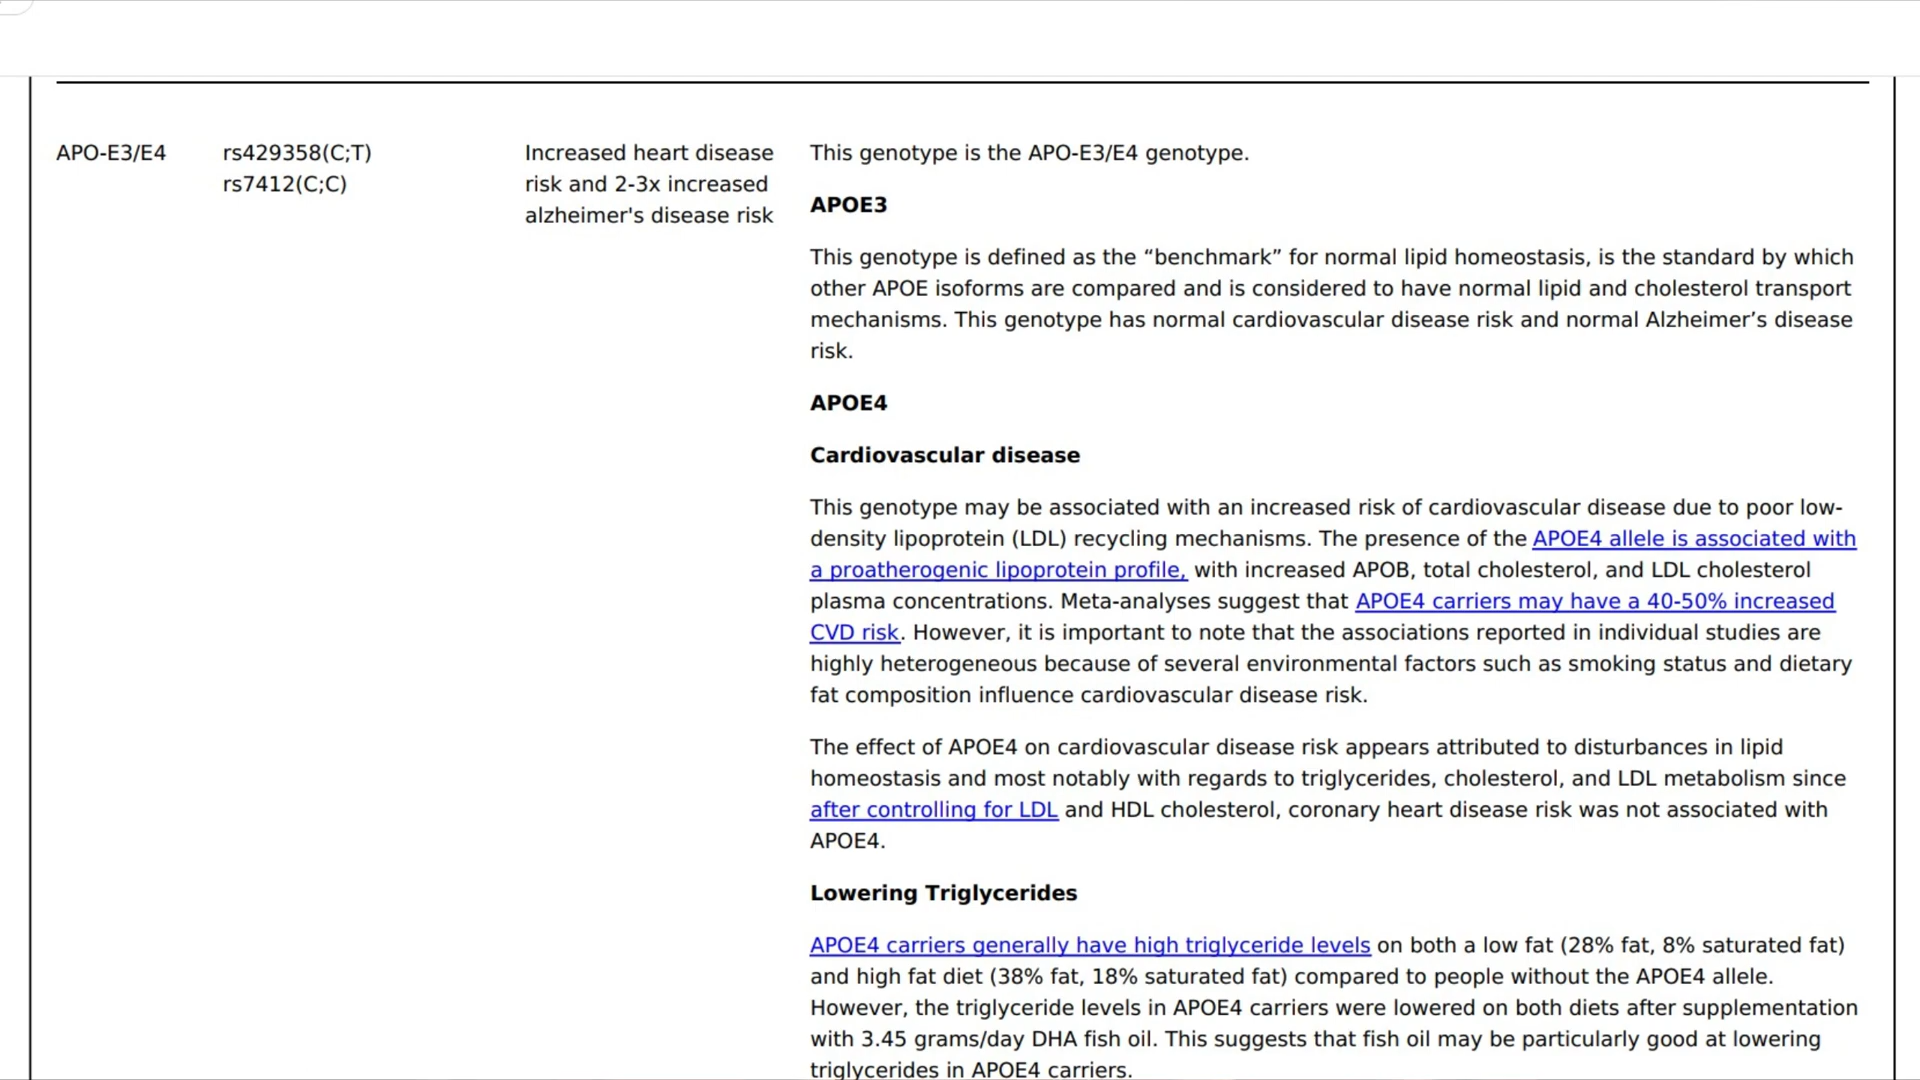 APO-E3/E4
rs429358(C;T)
rs7412(C;C)
Increased heart disease
risk and 2-3x increased
alzheimer's disease risk
This genotype is the APO-E3/E4 genotype.
APOE3
This genotype is defined as the “benchmark” for normal lipid homeostasis, is the standard by which
other APOE isoforms are compared and is considered to have normal lipid and cholesterol transport
mechanisms. This genotype has normal cardiovascular disease risk and normal Alzheimer’s disease
risk.
APOE4
Cardiovascular disease
This genotype may be associated with an increased risk of cardiovascular disease due to poor low-
density lipoprotein (LDL) recycling mechanisms. The presence of the APOE4 allele is associated with
a proatherogenic lipoprotein profile, with increased APOB, total cholesterol, and LDL cholesterol
plasma concentrations. Meta-analyses suggest that APOE4 carriers may have a 40-50% increased
CVD risk. However, it is important to note that the associations reported in individual studies are
highly heterogeneous because of several environmental factors such as smoking status and dietary
fat composition influence cardiovascular disease risk.
The effect of APOE4 on cardiovascular disease risk appears attributed to disturbances in lipid
homeostasis and most notably with regards to triglycerides, cholesterol, and LDL metabolism since
after controlling for LDL and HDL cholesterol, coronary heart disease risk was not associated with
APOE4.
Lowering Triglycerides
APOE4 carriers generally have high triglyceride levels on both a low fat (28% fat, 8% saturated fat)
and high fat diet (38% fat, 18% saturated fat) compared to people without the APOE4 allele.
However, the triglyceride levels in APOE4 carriers were lowered on both diets after supplementation
with 3.45 grams/day DHA fish oil. This suggests that fish oil may be particularly good at lowering
triglycerides in APOE4 carriers.